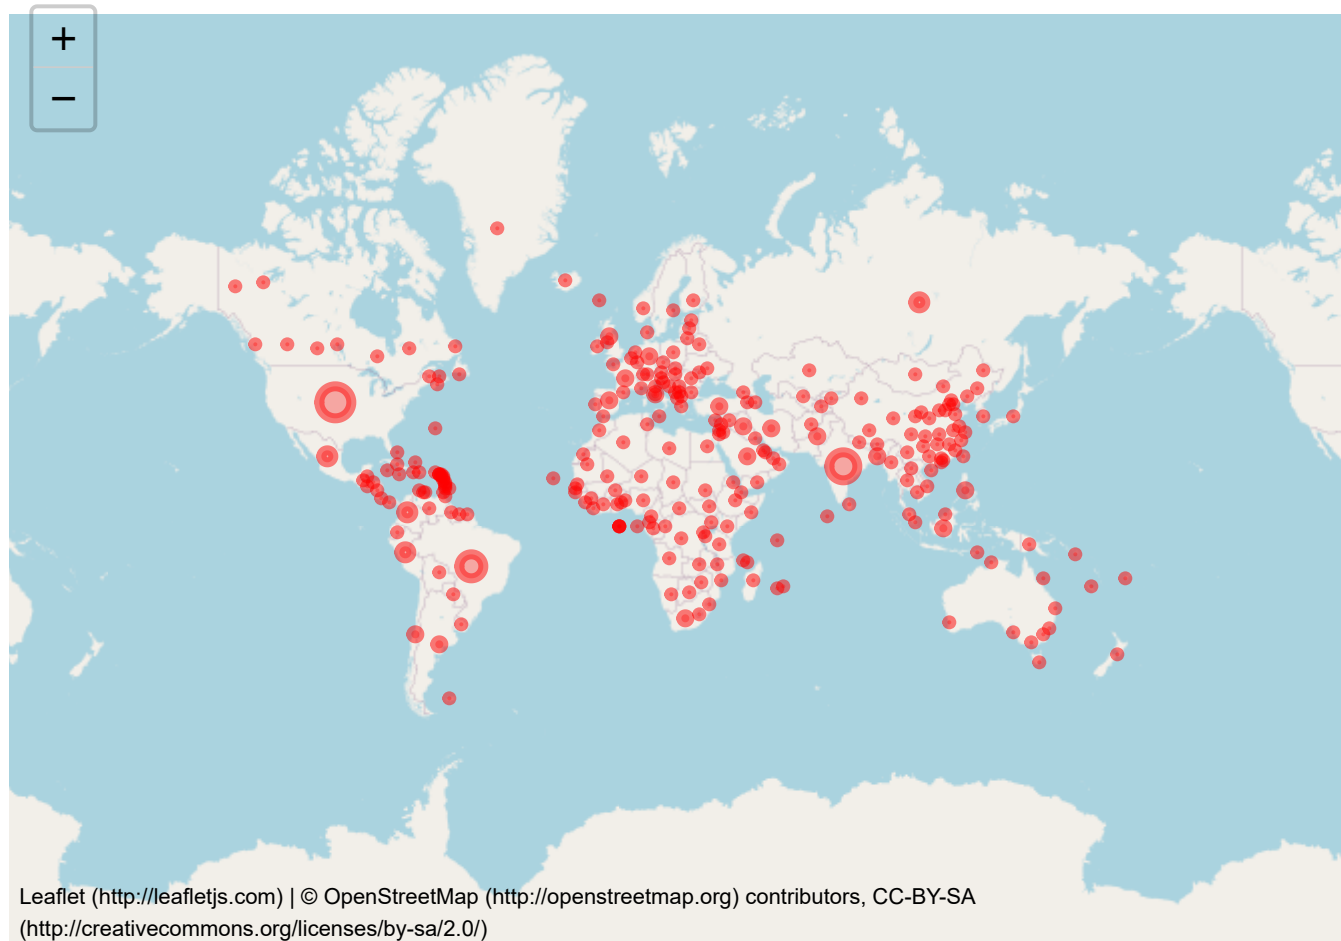 +
−
Leaflet (http://leafletjs.com) | © OpenStreetMap (http://openstreetmap.org) contributors, CC-BY-SA
(http://creativecommons.org/licenses/by-sa/2.0/)